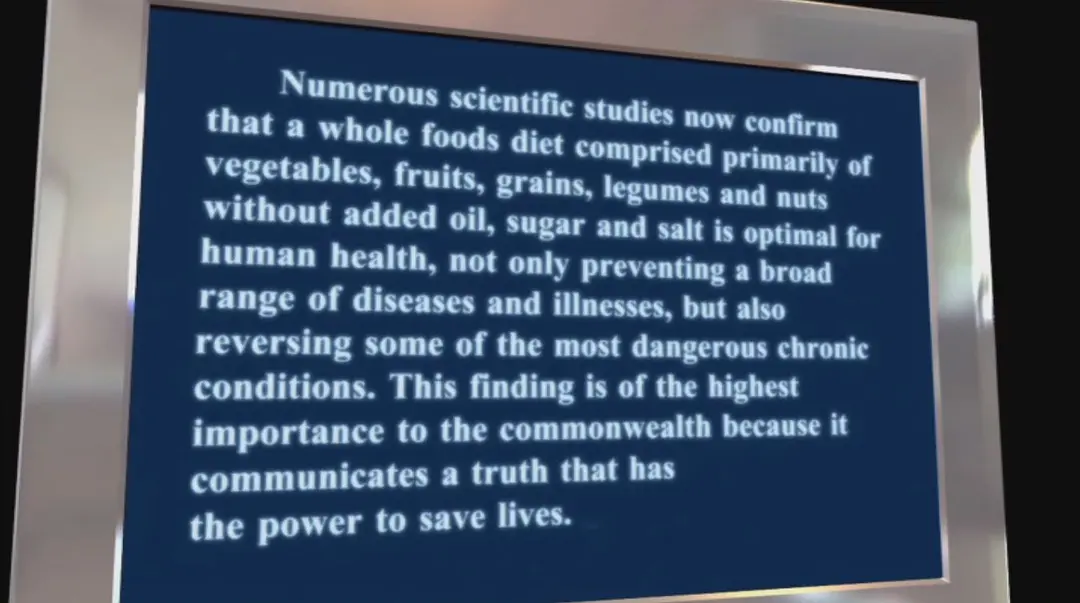 Numerous scientific studies now confirm
that a whole foods diet comprised primarily of
vegetables, fruits, grains, legumes and nuts
without added oil, sugar and salt is optimal for
human health, not only preventing a broad
range of diseases and illnesses, but also
reversing some of the most dangerous chronic
conditions. This finding is of the highest
importance to the commonwealth because it
communicates a truth that has
the power to save lives.